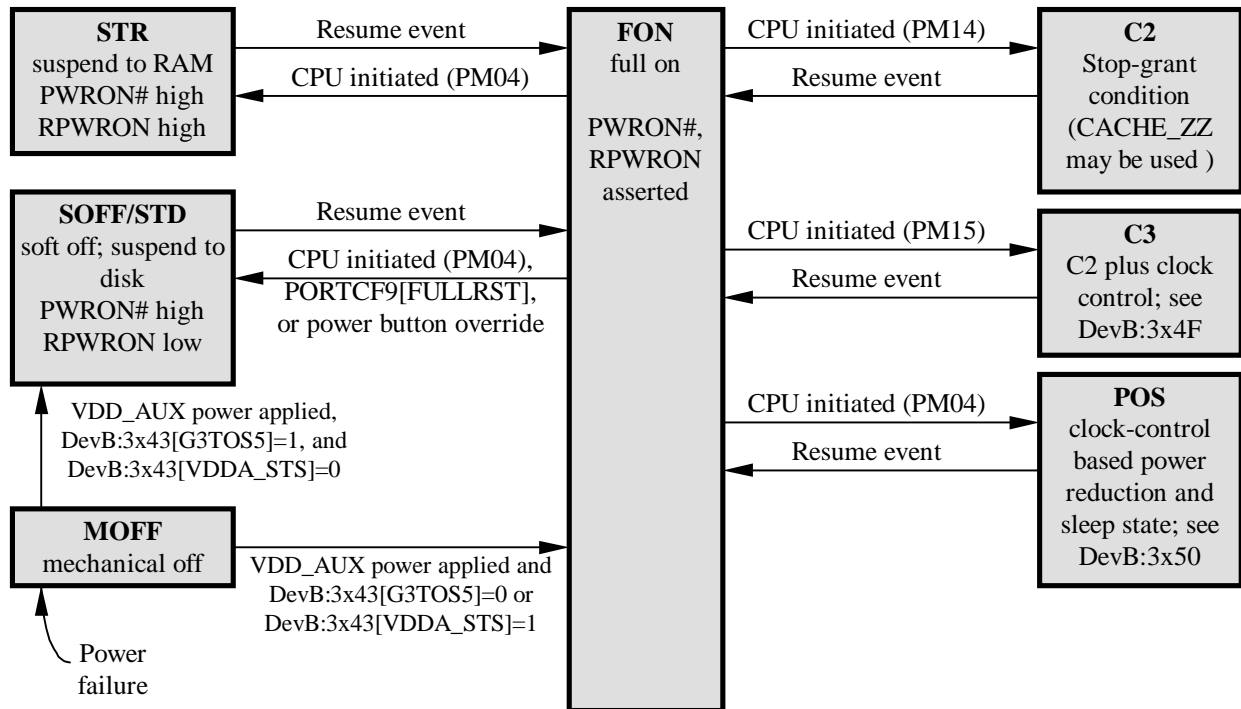 STR
suspend to RAM
PWRON# high
RPWRON high
Resume event
CPU initiated (PM04)
SOFF/STD
soft off; suspend to
disk
PWRON# high
RPWRON low
Resume event
CPU initiated (PM04),
PORTCF9[FULLRST],
or power button override
VDD_AUX power applied,
DevB:3x43[G3TOS5]=1, and
DevB:3x43[VDDA_STS]=0
MOFF
mechanical off
VDD_AUX power applied and
DevB:3x43[G3TOS5]=0 or
DevB:3x43[VDDA_STS]=1
Power
failure
FON
full on
PWRON#,
RPWRON
asserted
CPU initiated (PM14)
Resume event
C2
Stop-grant
condition
(CACHE_ZZ
may be used )
CPU initiated (PM15)
Resume event
C3
C2 plus clock
control; see
DevB:3x4F
CPU initiated (PM04)
Resume event
POS
clock-control
based power
reduction and
sleep state; see
DevB:3x50